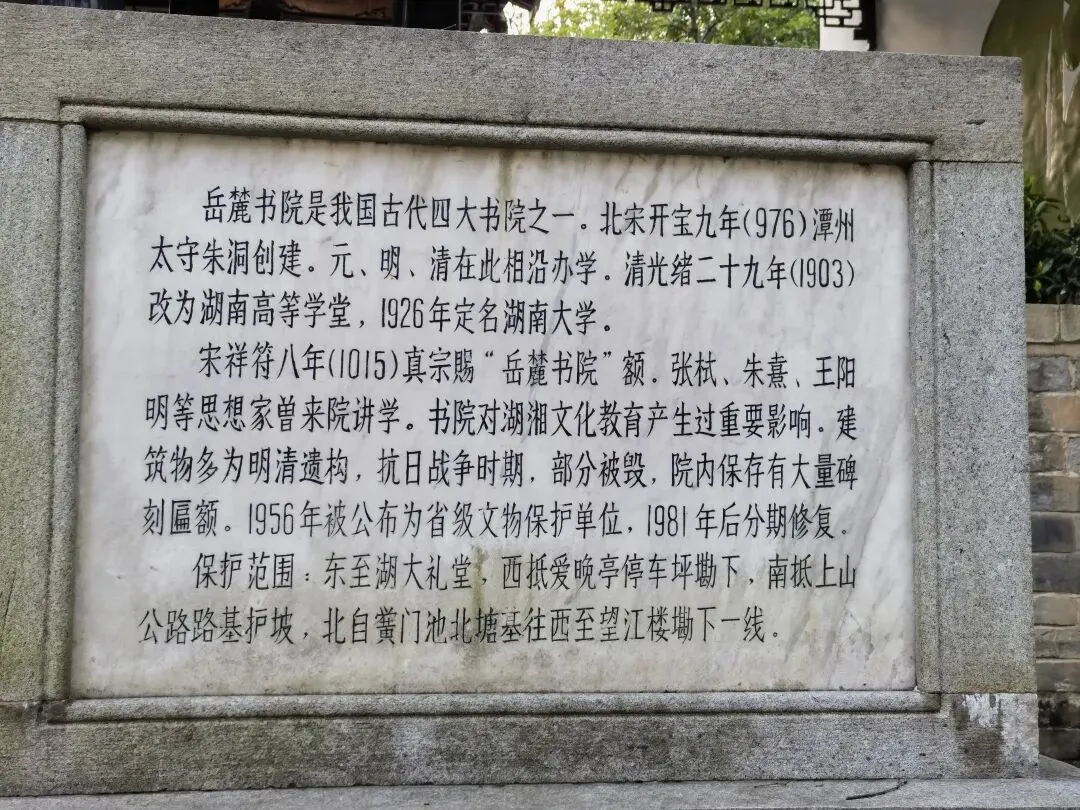 岳麓书院是我国古代四大书院之一。北宋开宝九年(976)潭州
太守朱洞创建。元、明、清在此相沿办学。清光绪二十九年(1903)
改为湖南高等学堂，1926年定名湖南大学。
宋祥符八年(1015)真宗赐“岳麓书院”额。张栻、朱熹、王阳
明等思想家曾来院讲学。书院对湖湘文化教育产生过重要影响。建
筑物多为明清遗构，抗日战争时期，部分被毁，院内保存有大量碑
刻匾额。1956年被公布为省级文物保护单位，1981年后分期修复。
保护范围：东至湖大礼堂，西抵爱晚亭停车坪墈下，南抵上山
公路路基护坡，北自黉门池北塘基往西至望江楼墈下一线。